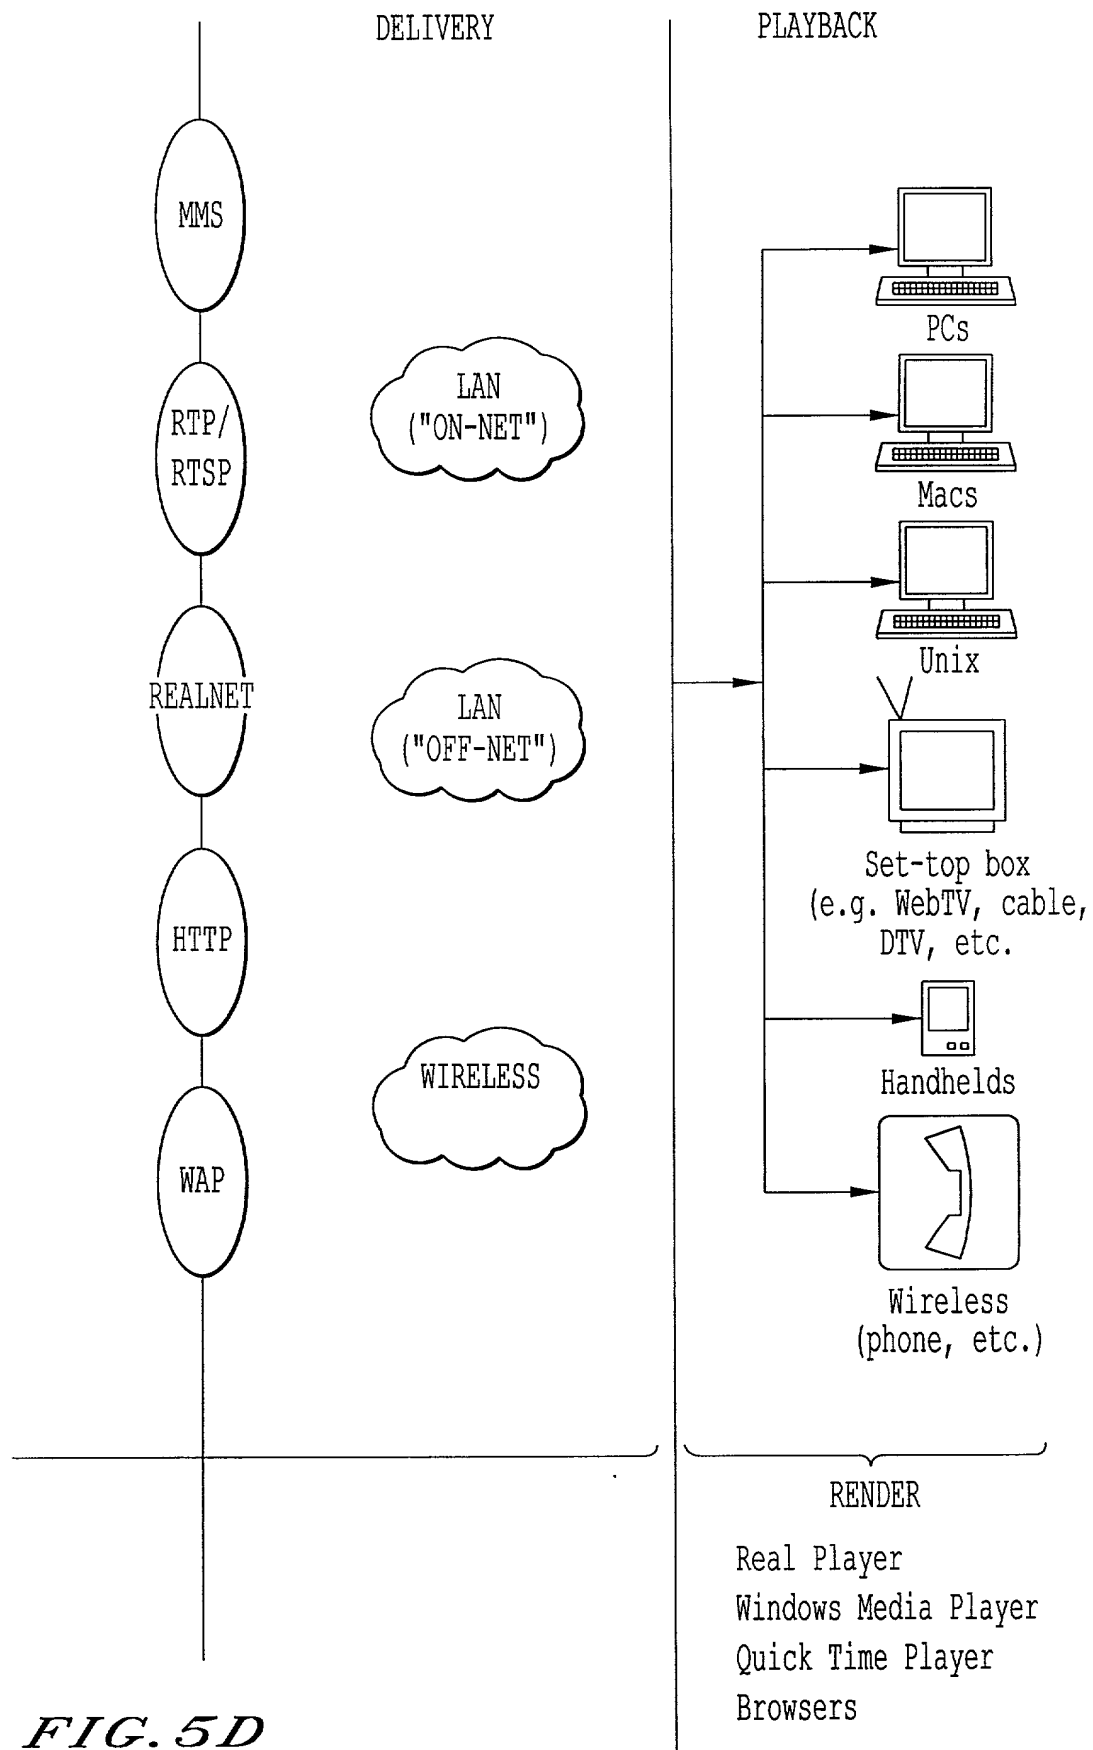 DELIVERY
PLAYBACK
MMS
RTP/
RTSP
REALNET
HTTP
WAP
LAN
("ON-NET")
LAN
("OFF-NET")
WIRELESS
PCs
Macs
Unix
Set-top box
(e.g. WebTV, cable,
DTV, etc.
Handhelds
Wireless
(phone, etc.)
RENDER
Real Player
Windows Media Player
Quick Time Player
Browsers
FIG. 5D